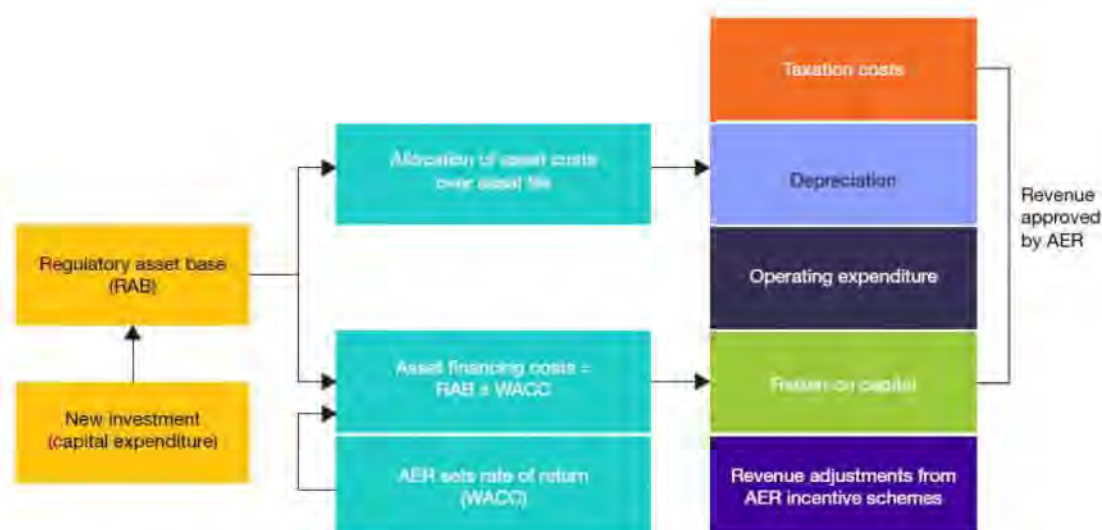 Taxation costs
Allocation of asset costs
over asset life
Depreciation
Revenue
approved
by AER
Regulatory asset base
(RAB)
Operating expenditure
Asset financing costs =
RAB x WACC
Return on capital
New investment
(capital expenditure)
AER sets rate of return
(WACC)
Revenue adjustments from
AER incentive schemes